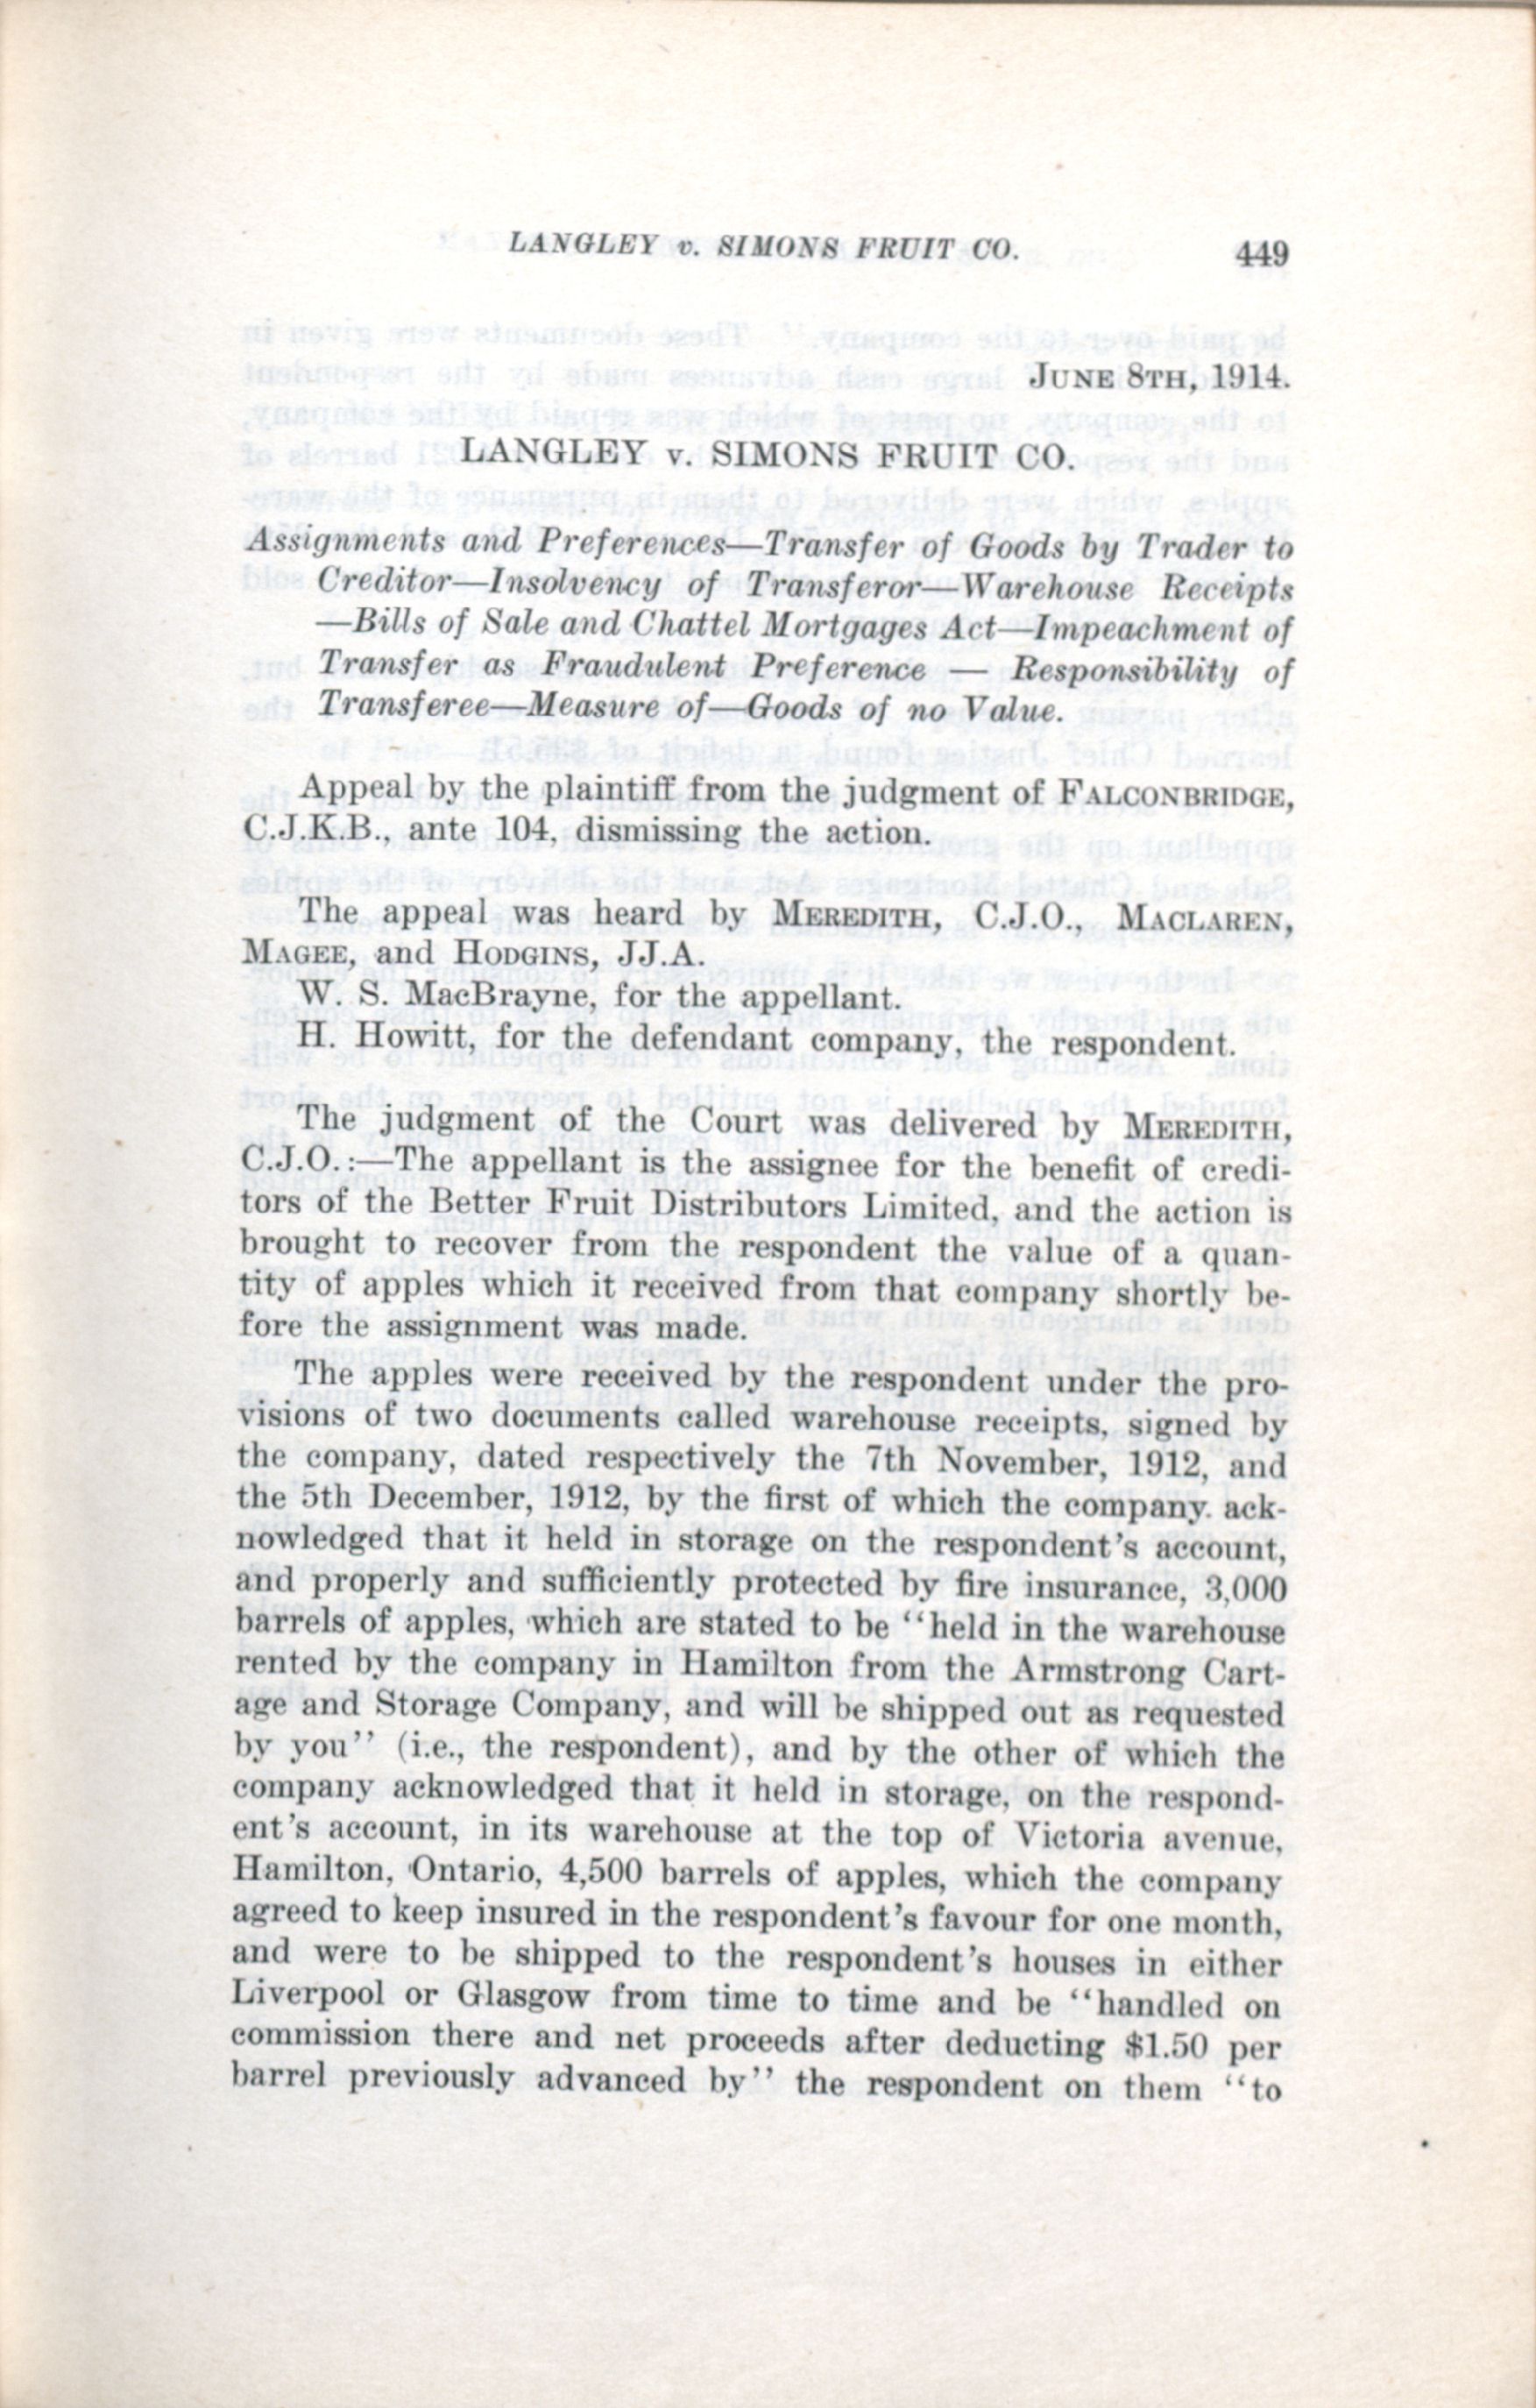 LANGLEY v. SIMONS FRUIT CO. 449
JUNE 8TH, 1914.
LANGLEY v. SIMONS FRUIT CO.
Assignments and Preferences—Transfer of Goods by Trader to
Creditor—Insolvency of Transferor—Warehouse Receipts
—Bills of Sale and Chattel Mortgages Act—Impeachment of
Transfer as Fraudulent Preference — Responsibility of
Transferee—Measure of—Goods of no Value.
Appeal by the plaintiff from the judgment of FALCONBRIDGE,
C.J.K.B., ante 104, dismissing the action.
The appeal was heard by MEREDITH, C.J.O., MACLAREN,
MAGEE, and HODGINS, JJ.A.
W. S. MacBrayne, for the appellant.
H. Howitt, for the defendant company, the respondent.
The judgment of the Court was delivered by MEREDITH,
C.J.O.:—The appellant is the assignee for the benefit of credi-
tors of the Better Fruit Distributors Limited, and the action is
brought to recover from the respondent the value of a quan-
tity of apples which it received from that company shortly be-
fore the assignment was made.
The apples were received by the respondent under the pro-
visions of two documents called warehouse receipts, signed by
the company, dated respectively the 7th November, 1912, and
the 5th December, 1912, by the first of which the company. ack-
nowledged that it held in storage on the respondent's account,
and properly and sufficiently protected by fire insurance, 3,000
barrels of apples, which are stated to be "held in the warehouse
rented by the company in Hamilton from the Armstrong Cart-
age and Storage Company, and will be shipped out as requested
by you" (i.e., the respondent), and by the other of which the
company acknowledged that it held in storage, on the respond-
ent's account, in its warehouse at the top of Victoria avenue,
Hamilton, Ontario, 4,500 barrels of apples, which the company
agreed to keep insured in the respondent's favour for one month,
and were to be shipped to the respondent's houses in either
Liverpool or Glasgow from time to time and be "handled on
commission there and net proceeds after deducting $1.50 per
barrel previously advanced by" the respondent on them "to